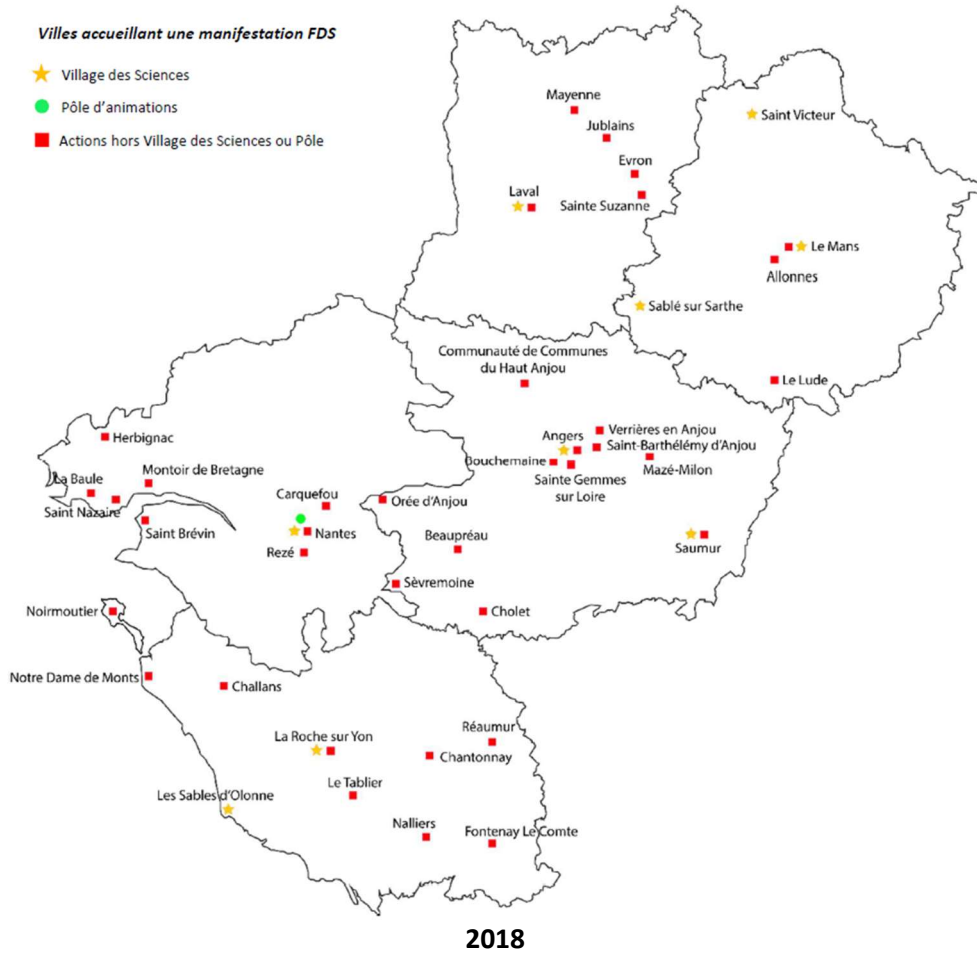 Villes accueillant une manifestation FDS
Village des Sciences
Pôle d'animations
Actions hors Village des Sciences ou Pôle
Mayenne
Jublains
Evron
Laval
Sainte Suzanne
Saint Victeur
Le Mans
Allonnes
Sablé sur Sarthe
Le Lude
Communauté de Communes
du Haut Anjou
Verrières en Anjou
Angers
Saint-Barthélémy d'Anjou
Bouchemaine
Mazé-Milon
Sainte Gemmes
sur Loire
Herbignac
La Baule
Montoir de Bretagne
Saint Nazaire
Saint Brévin
Carquefou
Orée d'Anjou
Nantes
Rezé
Beaupréau
Saumur
Sèvremoine
Cholet
Noirmoutier
Notre Dame de Monts
Challans
La Roche sur Yon
Réaumur
Chantonnay
Le Tablier
Les Sables d'Olonne
Nalliers
Fontenay Le Comte
2018